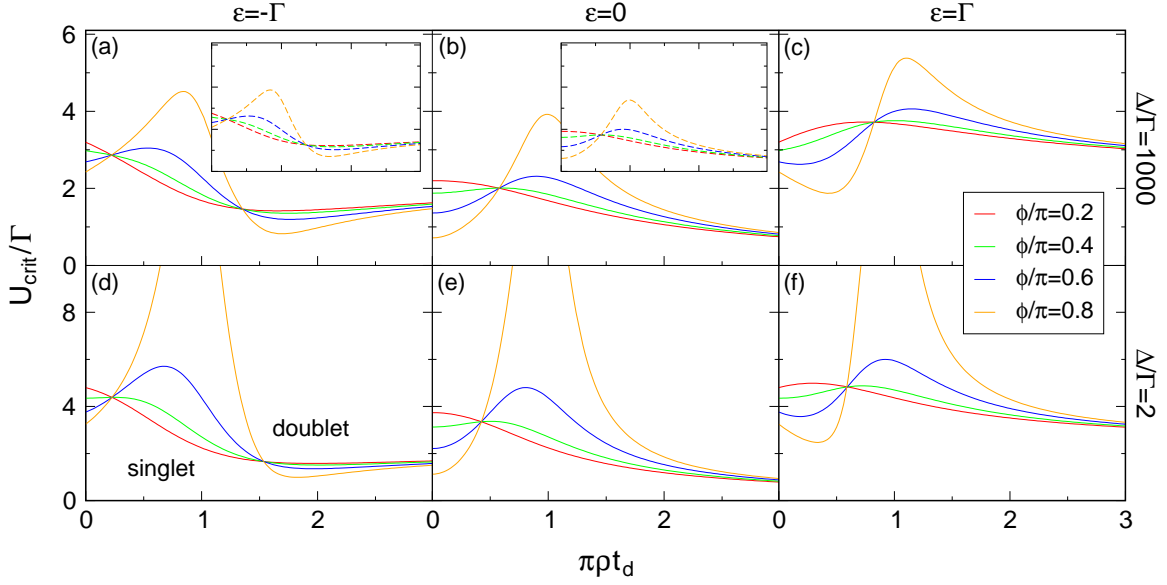 ε=-Γ
ε=0
ε=Γ
(a)
(b)
(c)
6
4
2
0
Δ/Γ=1000
U_crit/Γ
ϕ/π=0.2
ϕ/π=0.4
ϕ/π=0.6
ϕ/π=0.8
(d)
(e)
(f)
8
4
0
doublet
singlet
Δ/Γ=2
0
1
2
0
1
2
0
1
2
3
πρt_d